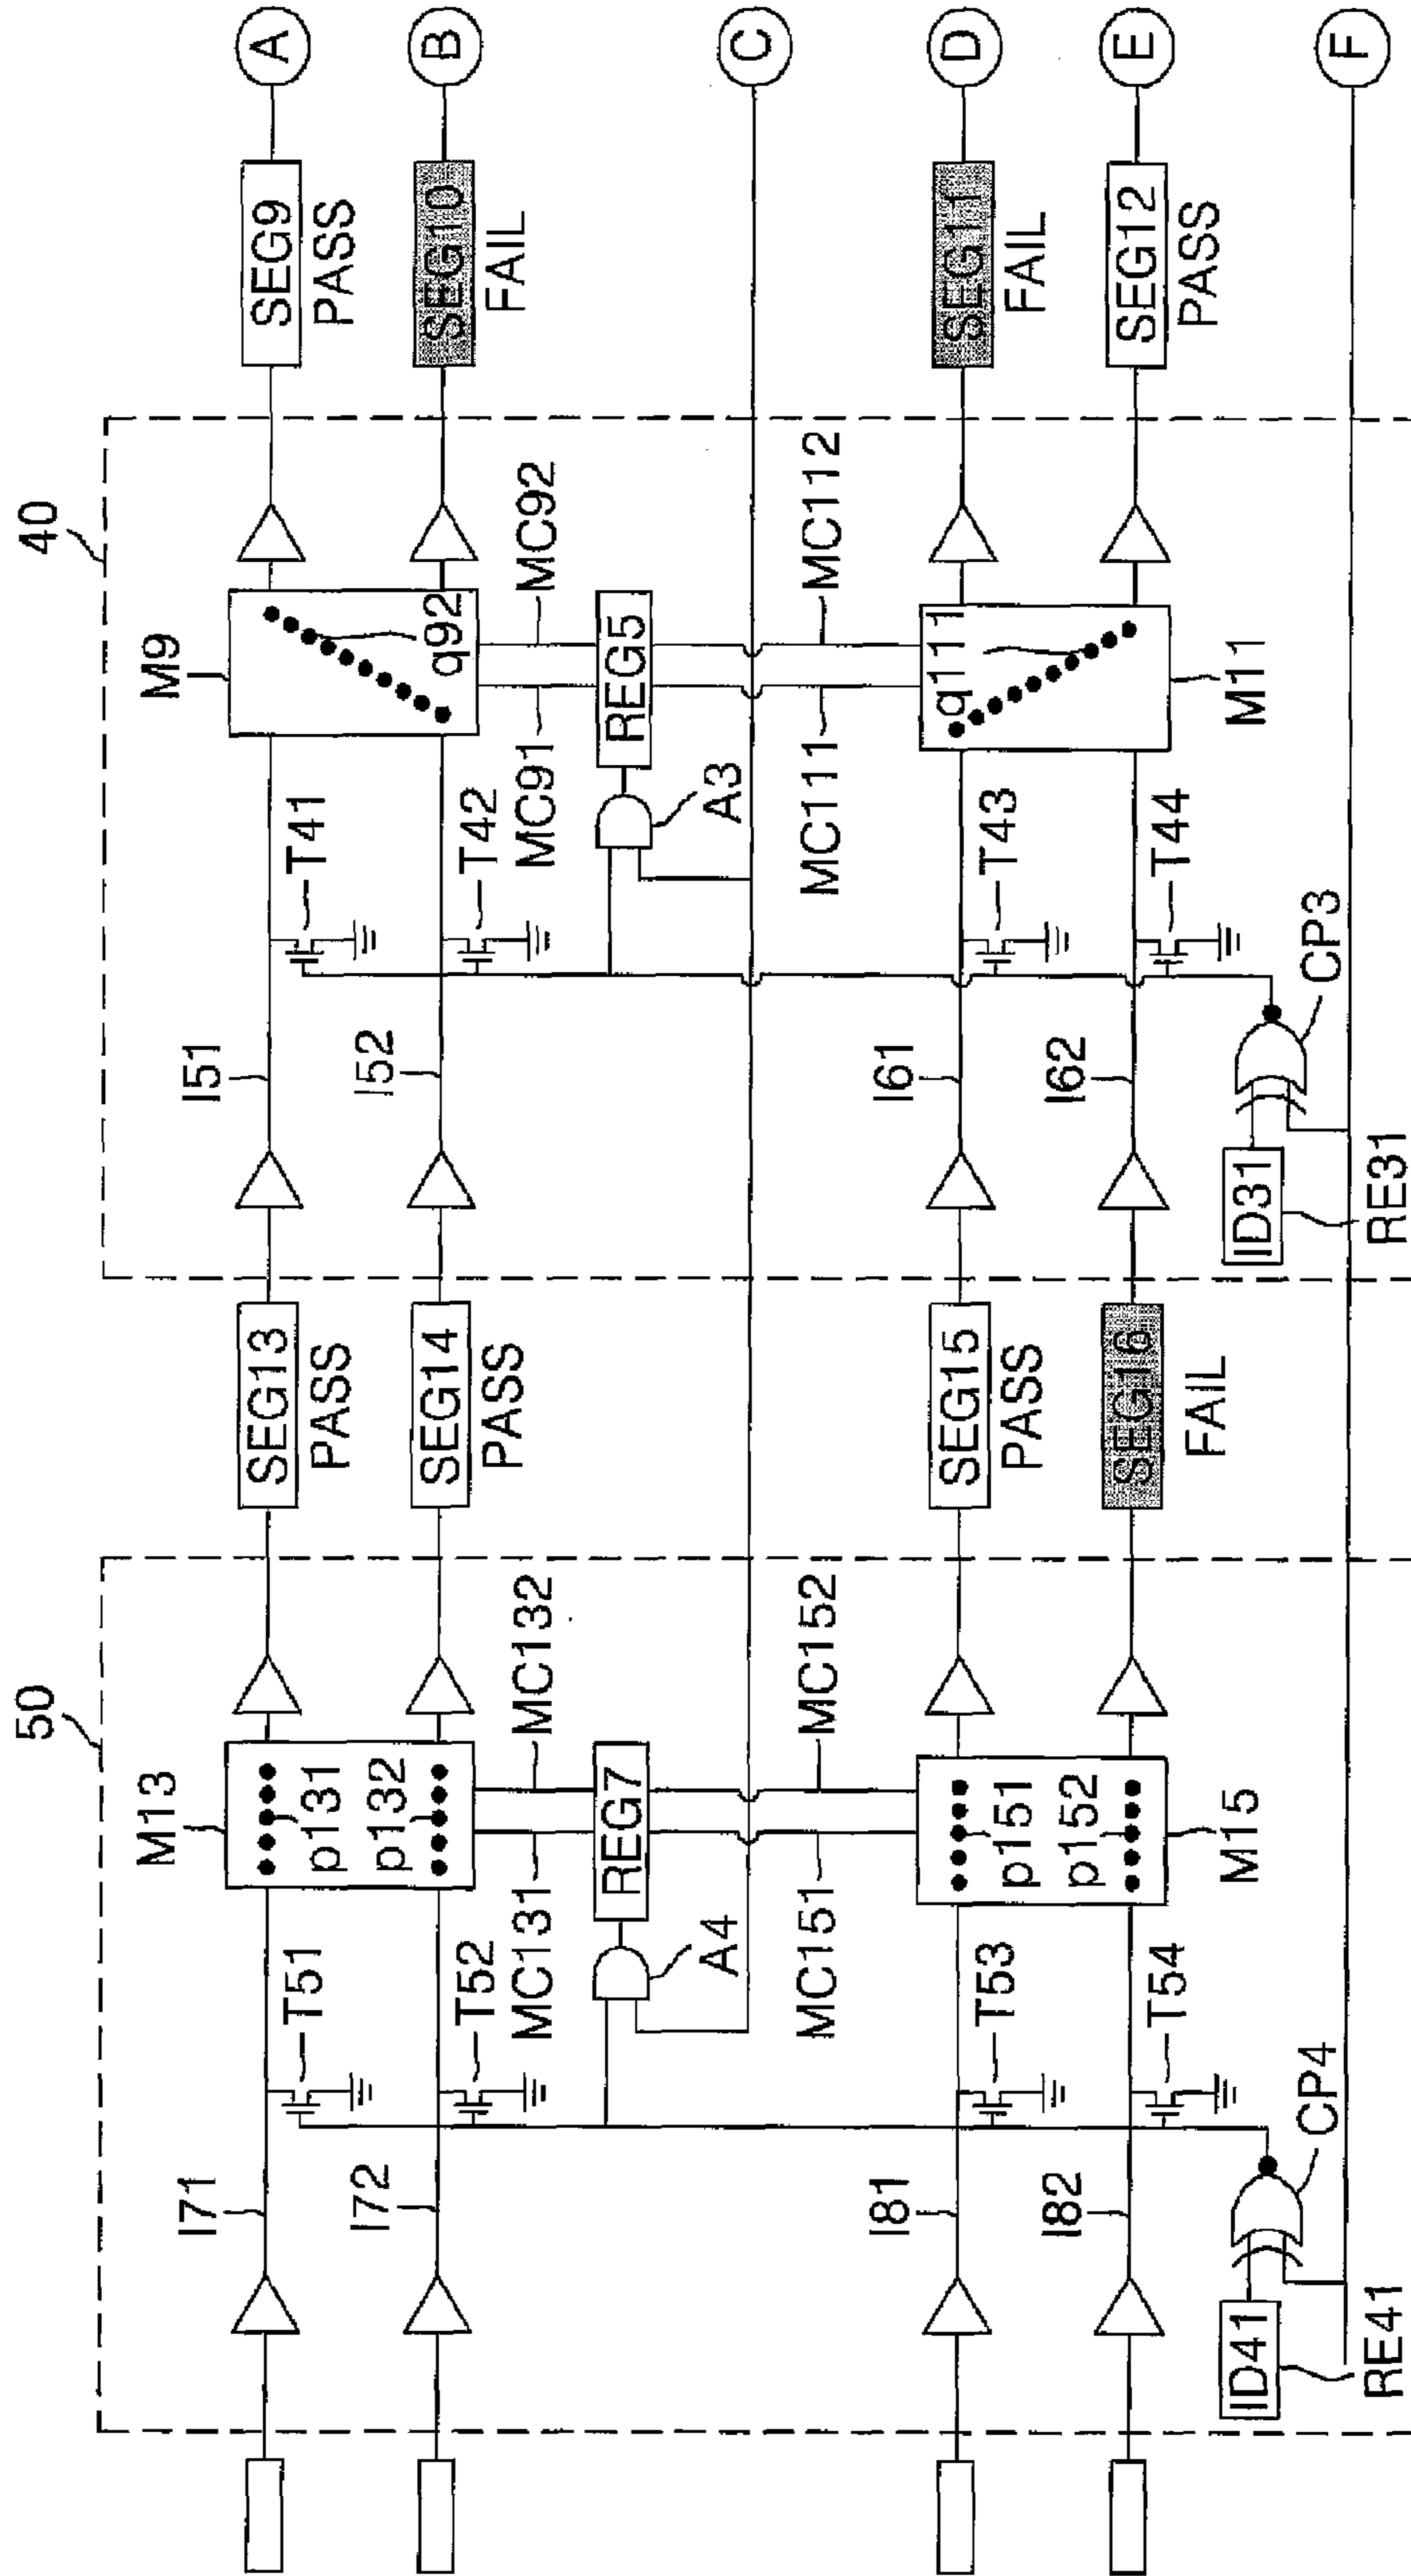 A
B
C
D
E
F
SEG9
PASS
SEG10
FAIL
SEG11
FAIL
SEG12
PASS
40
M9
q92
MC92
MC91
REG5
A3
MC112
MC111
q111
M11
T41
T42
T43
T44
I51
I52
I61
I62
CP3
ID31
RE31
SEG13
PASS
SEG14
PASS
SEG15
PASS
SEG16
FAIL
50
M13
p131
p132
MC132
MC131
REG7
A4
MC152
MC151
p151
p152
M15
T51
T52
T53
T54
I71
I72
I81
I82
CP4
ID41
RE41